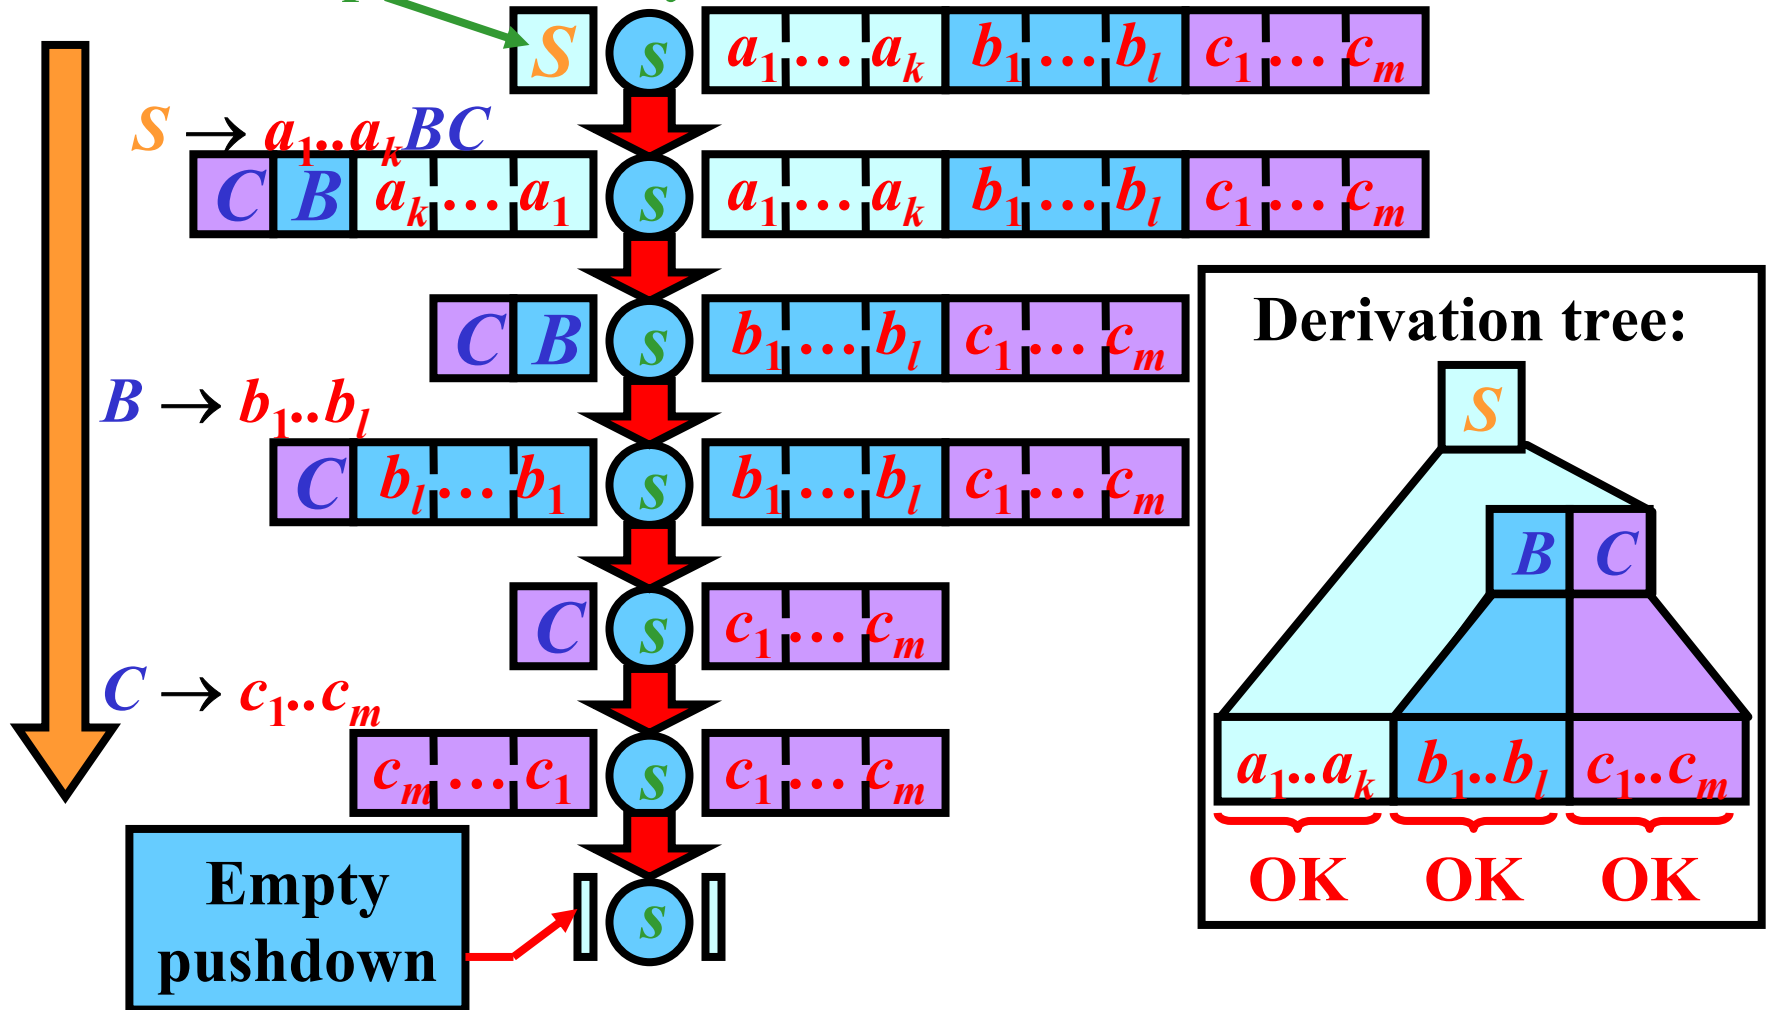 S s a₁ … aₖ b₁ … bₗ c₁ … cₘ
S → a₁..aₖBC
C B aₖ … a₁ s a₁ … aₖ b₁ … bₗ c₁ … cₘ
C B s b₁ … bₗ c₁ … cₘ
B → b₁..bₗ
C bₗ … b₁ s b₁ … bₗ c₁ … cₘ
C s c₁ … cₘ
C → c₁..cₘ
cₘ … c₁ s c₁ … cₘ
s
Empty
pushdown
Derivation tree:
S
B C
a₁..aₖ b₁..bₗ c₁..cₘ
OK OK OK